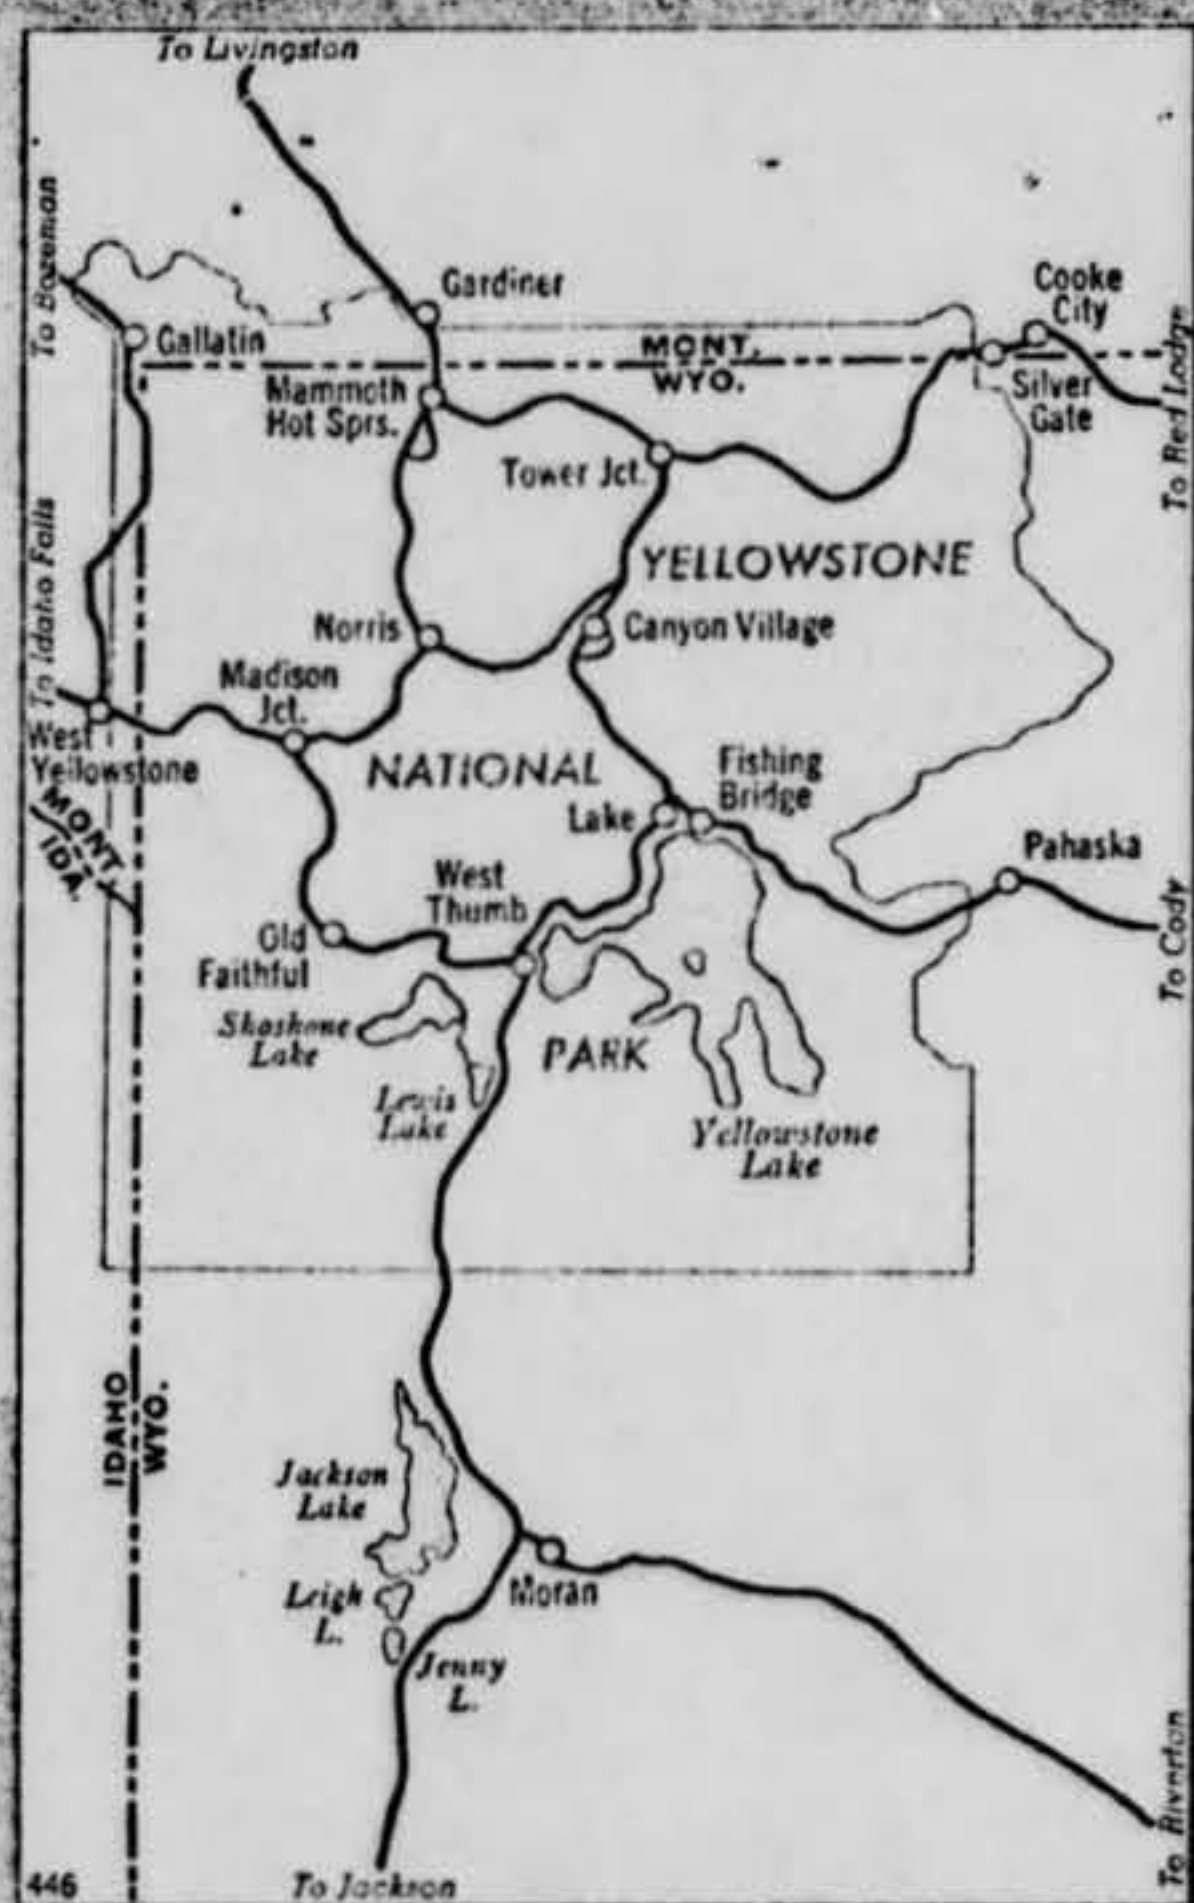 To Livingston
To Bozeman
Gardiner
Cooke
City
Gallatin
MONT.
WYO.
Mammoth
Hot Sprs.
Silver
Gate
To Red Lodge
Tower Jct.
To Idaho Falls
YELLOWSTONE
Norris
Canyon Village
Madison
Jct.
West
Yellowstone
NATIONAL
Fishing
Bridge
Lake
MONT.
IDA.
Pahaska
West
Thumb
Old
Faithful
To Cody
Shoshone
Lake
PARK
Lewis
Lake
Yellowstone
Lake
IDAHO
WYO.
Jackson
Lake
Leigh
L.
Moran
Jenny
L.
To Riverton
446
To Jackson